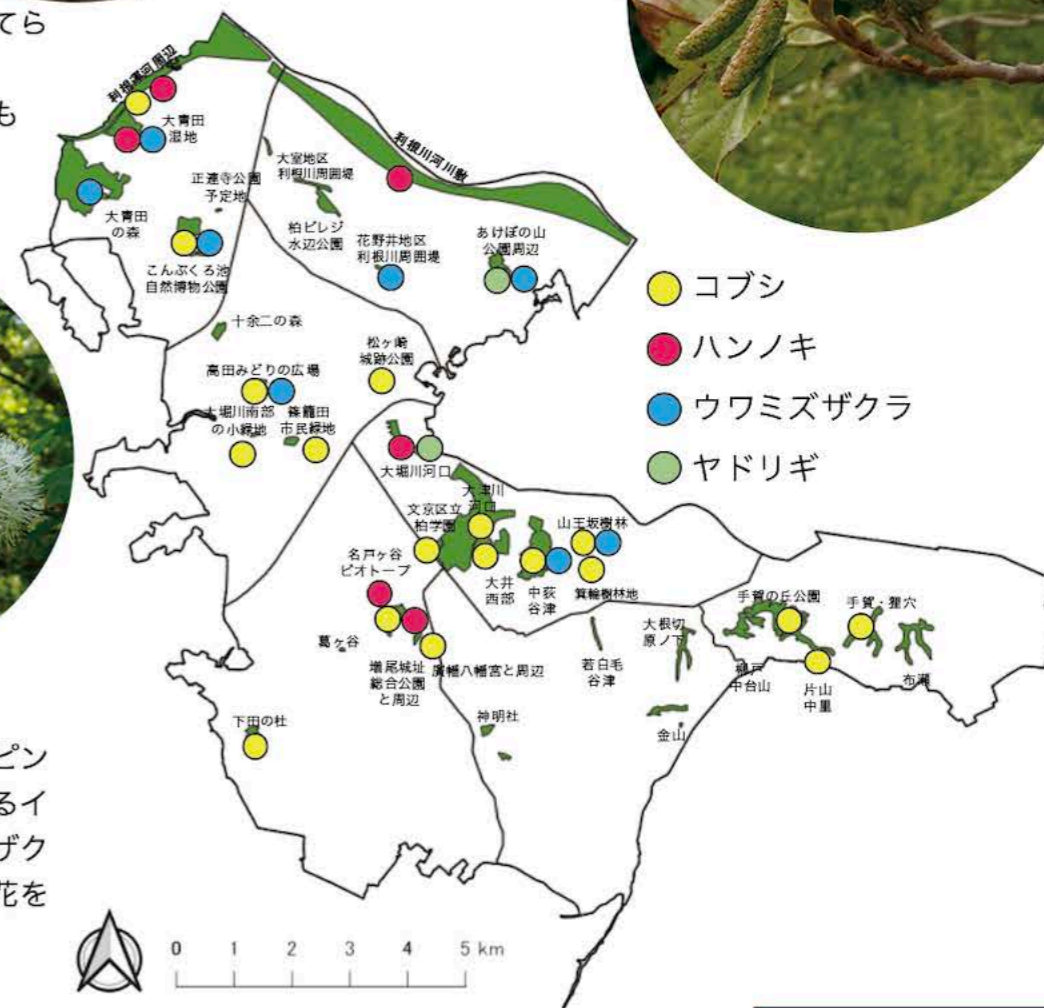 てら
も
利根運河周辺
大青田
湿地
大室地区
利根川周囲堤
利根川河川敷
正連寺公園
予定地
大青田
の森
柏ビレジ
水辺公園
花野井地区
利根川周囲堤
あけぼの山
公園周辺
こんぶくろ池
自然博物公園
コブシ
ハンノキ
ウワミズザクラ
ヤドリギ
十余二の森
松ヶ崎
城跡公園
高田みどりの広場
大堀川南部
の小緑地
篠籠田
市民緑地
大堀川河口
大津川
河口
文京区立
柏学園
山王坂樹林
名戸ヶ谷
ビオトープ
大井
西部
中荻
谷津
箕輪樹林地
手賀の丘公園
手賀・狸穴
大根切
原ノ下
葛ヶ谷
増尾城址
総合公園
と周辺
廣幡八幡宮と周辺
若白毛
谷津
柳戸
中台山
片山
中里
布瀬
下田の杜
神明社
金山
ピン
るイ
ザク
花を
0 1 2 3 4 5 km